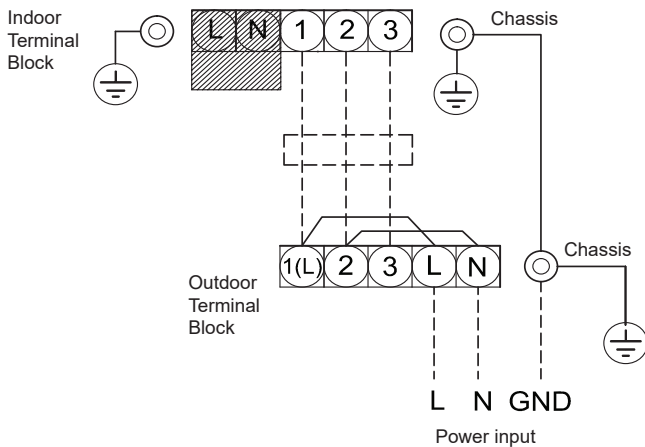 Indoor
Terminal
Block
L N 1 2 3
Chassis
Chassis
1(L) 2 3 L N
Outdoor
Terminal
Block
L N GND
Power input